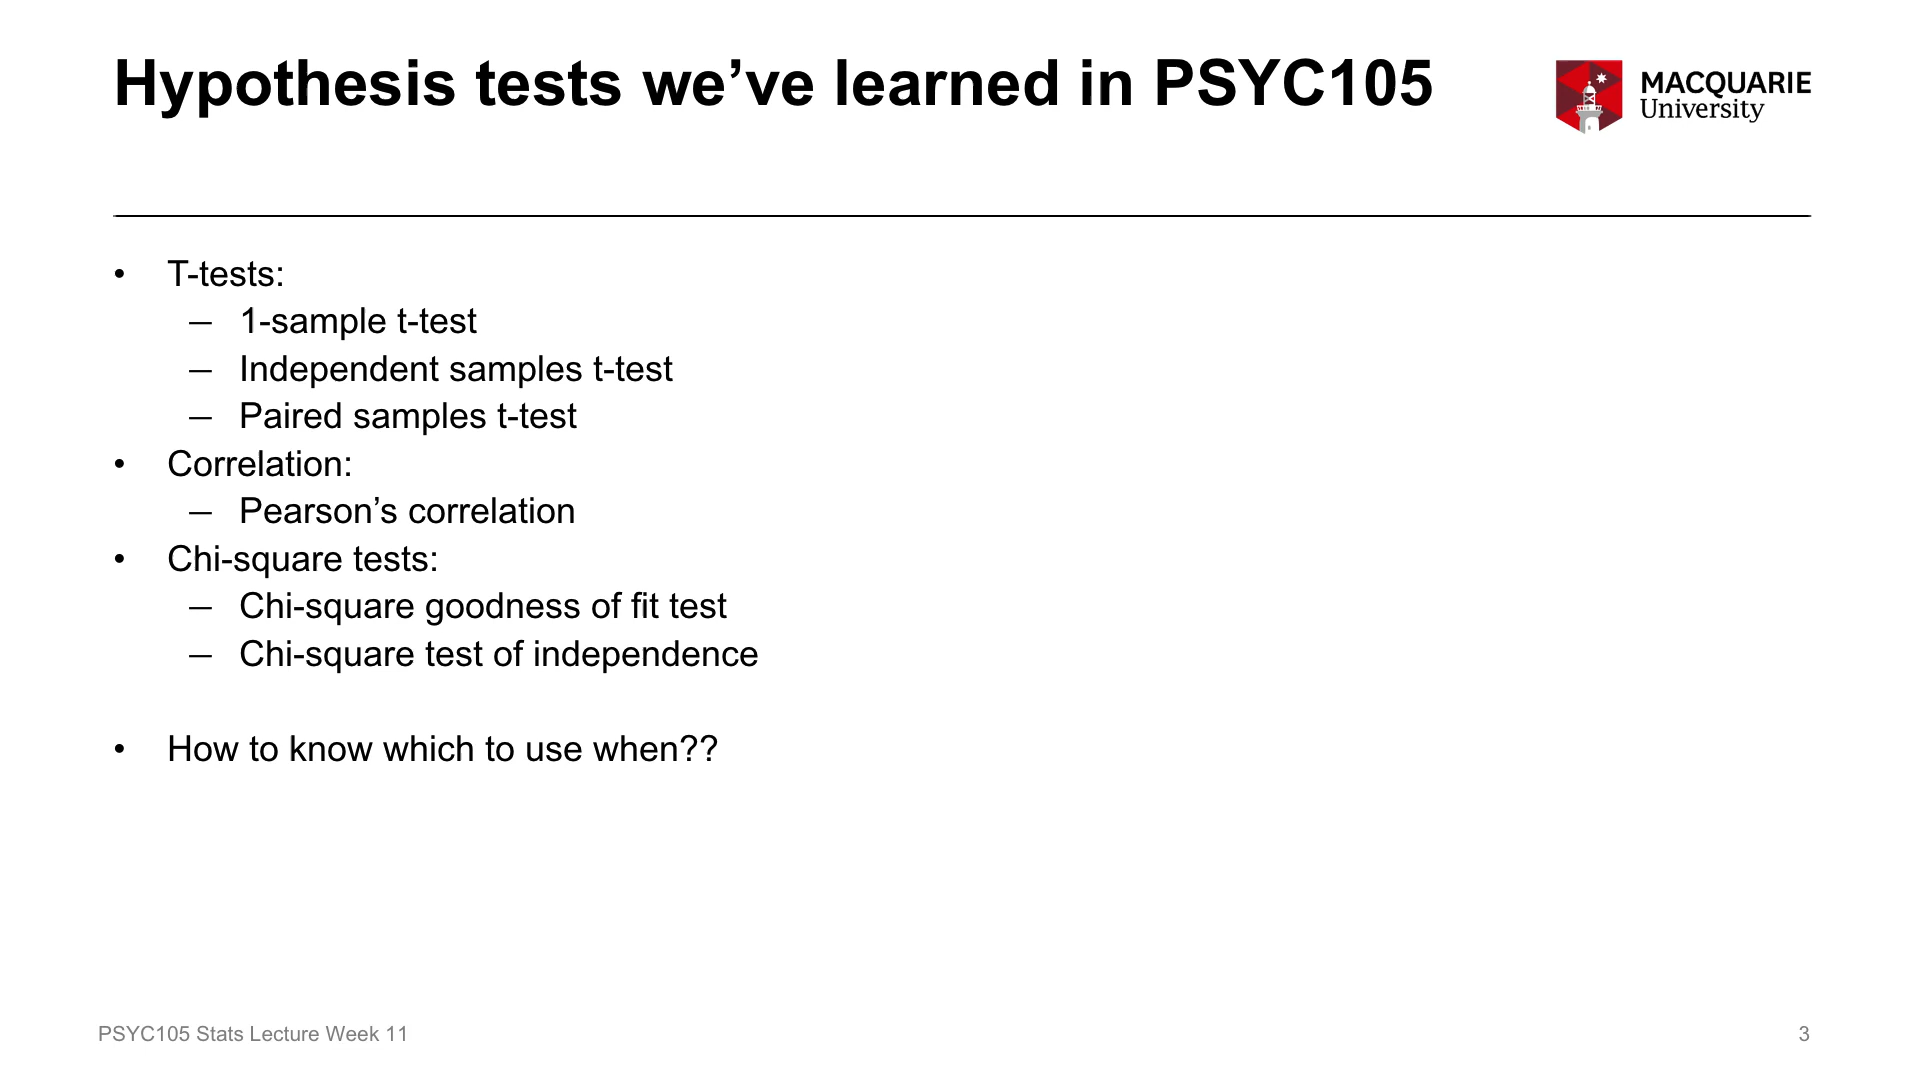 Hypothesis tests we’ve learned in PSYC105
MACQUARIE
University
• T-tests:
— 1-sample t-test
— Independent samples t-test
— Paired samples t-test
• Correlation:
— Pearson’s correlation
• Chi-square tests:
— Chi-square goodness of fit test
— Chi-square test of independence
• How to know which to use when??
PSYC105 Stats Lecture Week 11
3